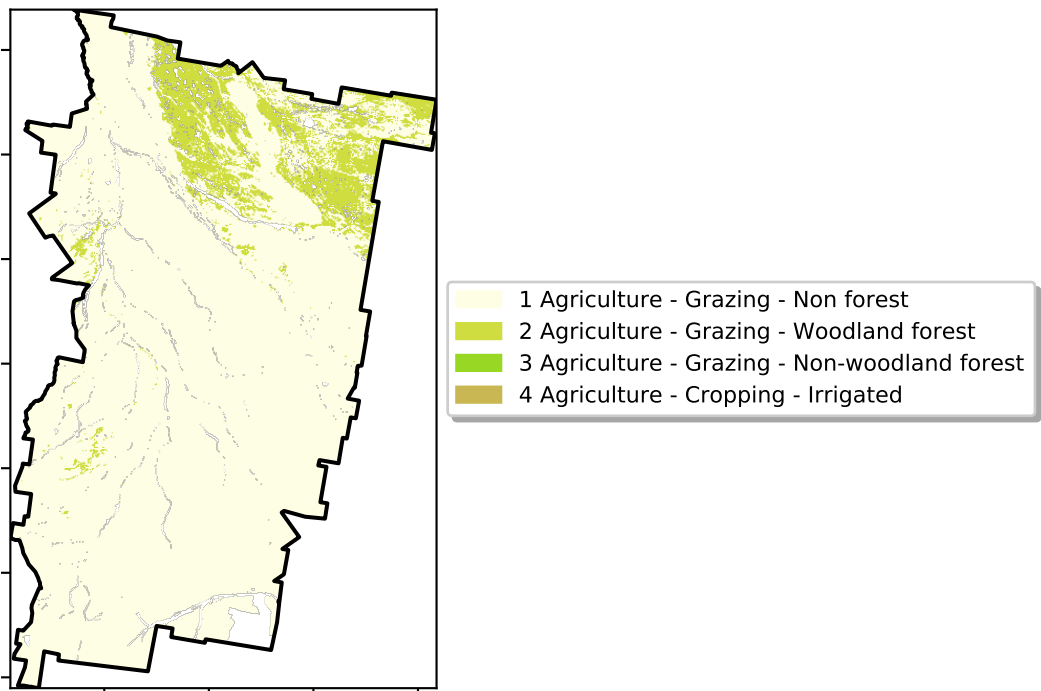 1 Agriculture - Grazing - Non forest
2 Agriculture - Grazing - Woodland forest
3 Agriculture - Grazing - Non-woodland forest
4 Agriculture - Cropping - Irrigated